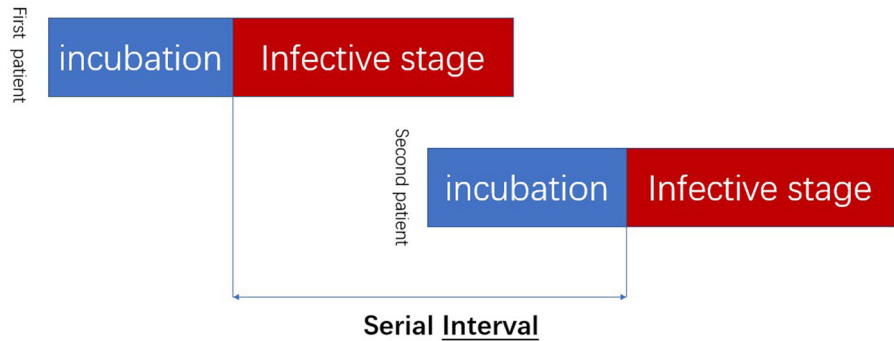 First patient
incubation
Infective stage
Second patient
incubation
Infective stage
Serial Interval